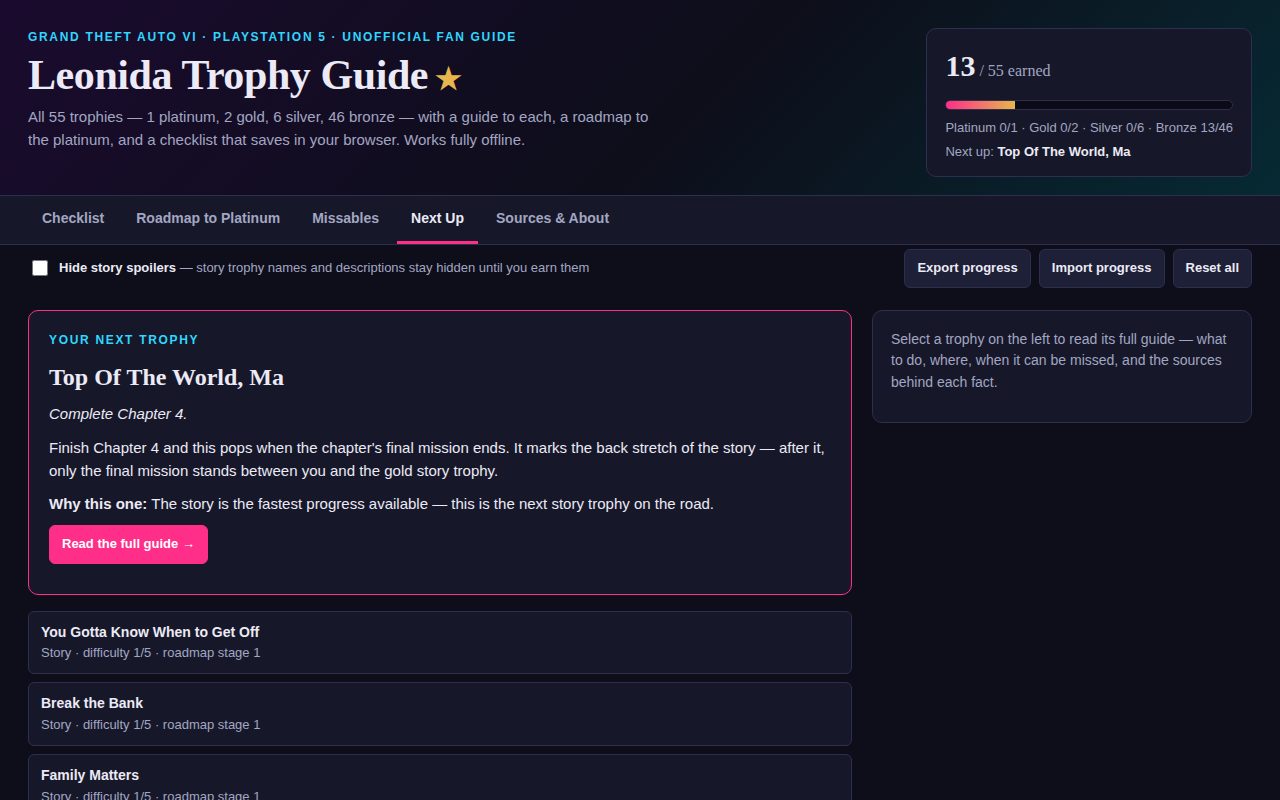 GRAND THEFT AUTO VI · PLAYSTATION 5 · UNOFFICIAL FAN GUIDE
Leonida Trophy Guide ★
All 55 trophies — 1 platinum, 2 gold, 6 silver, 46 bronze — with a guide to each, a roadmap to
the platinum, and a checklist that saves in your browser. Works fully offline.
13 / 55 earned
Platinum 0/1 · Gold 0/2 · Silver 0/6 · Bronze 13/46
Next up: Top Of The World, Ma
Checklist Roadmap to Platinum Missables Next Up Sources & About
Hide story spoilers — story trophy names and descriptions stay hidden until you earn them
Export progress Import progress Reset all
YOUR NEXT TROPHY
Top Of The World, Ma
Complete Chapter 4.
Finish Chapter 4 and this pops when the chapter's final mission ends. It marks the back stretch of the story — after it,
only the final mission stands between you and the gold story trophy.
Why this one: The story is the fastest progress available — this is the next story trophy on the road.
Read the full guide →
Select a trophy on the left to read its full guide — what
to do, where, when it can be missed, and the sources
behind each fact.
You Gotta Know When to Get Off
Story · difficulty 1/5 · roadmap stage 1
Break the Bank
Story · difficulty 1/5 · roadmap stage 1
Family Matters
Story · difficulty 1/5 · roadmap stage 1